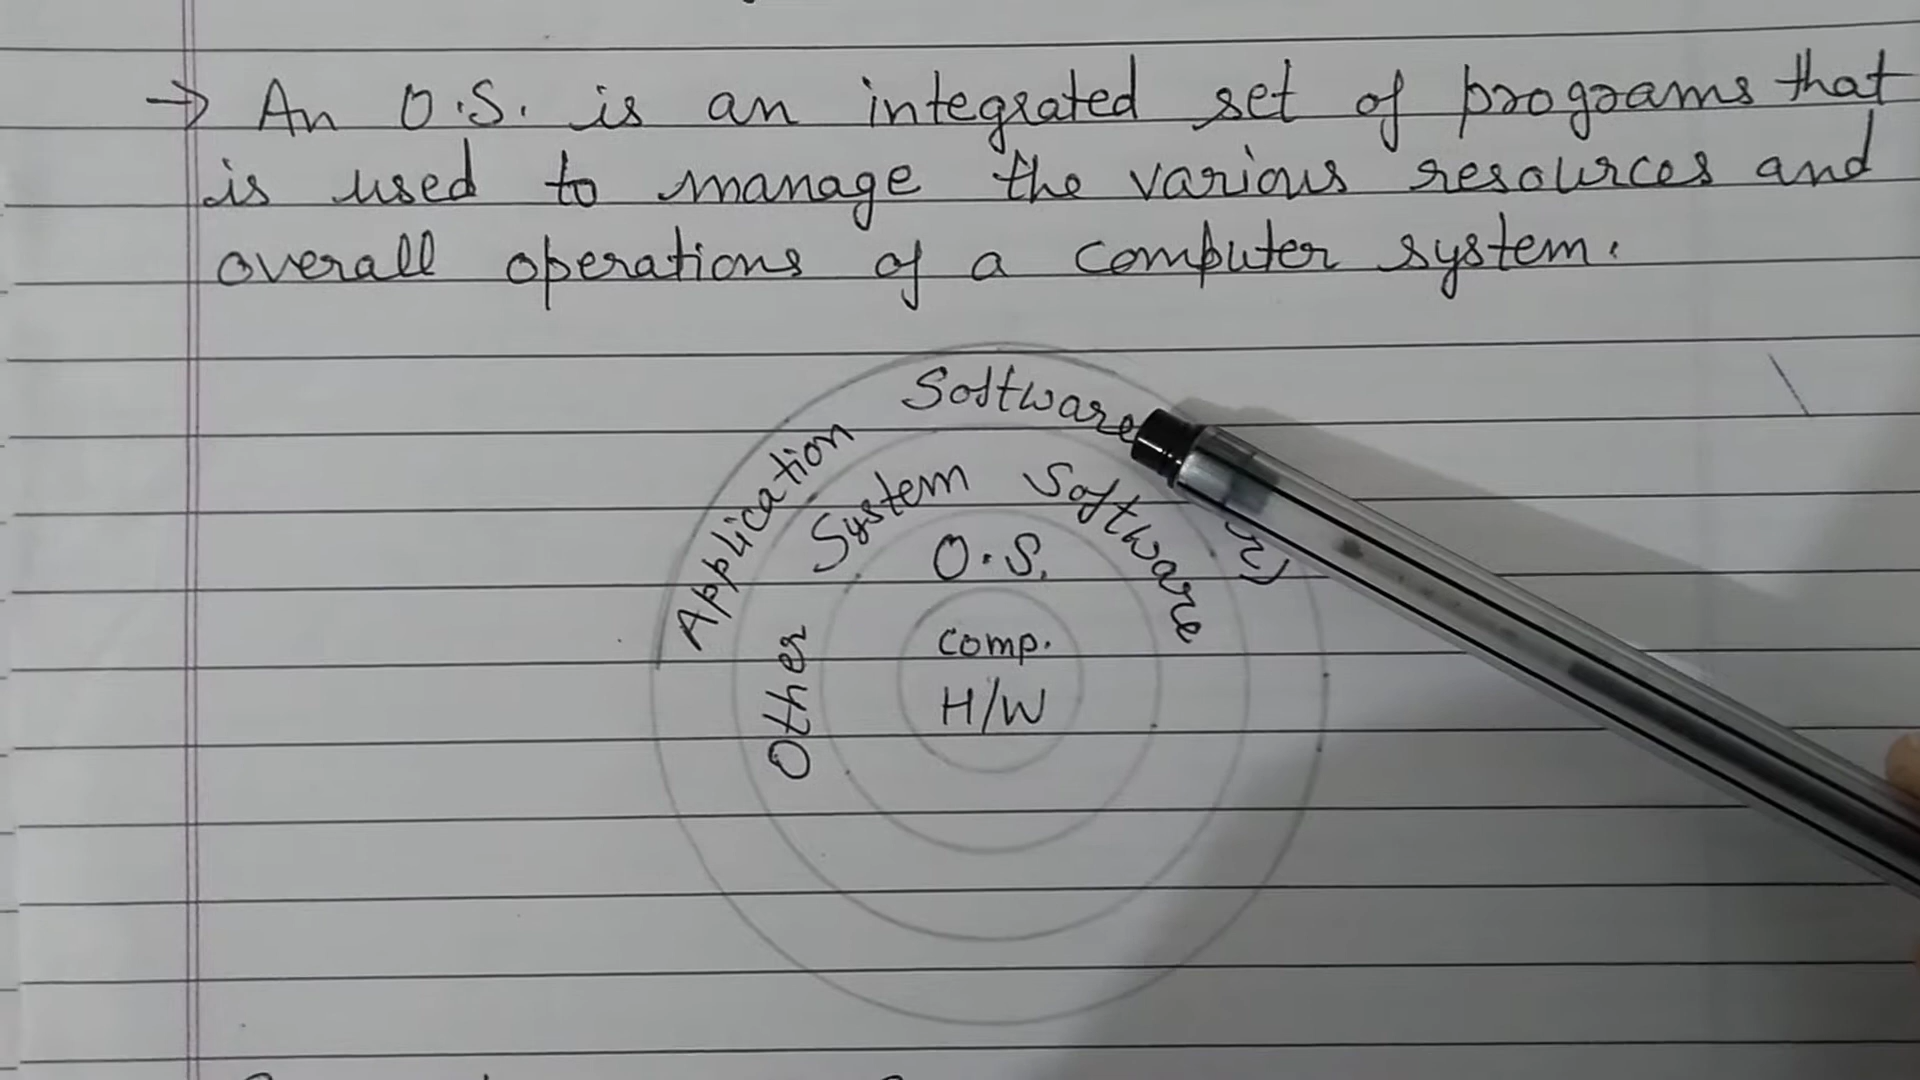 → An O.S. is an integrated set of programs that
is used to manage the various resources and
overall operations of a computer system.
Application Software
Other System Software
O.S.
Comp.
H/W